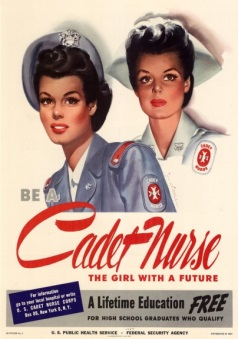 CADET NURSE
BE A
Cadet Nurse
THE GIRL WITH A FUTURE
For information
go to your local hospital or write
U. S. CADET NURSE CORPS
Box 88, New York 8, N.Y.
A Lifetime Education FREE
FOR HIGH SCHOOL GRADUATES WHO QUALIFY
U. S. PUBLIC HEALTH SERVICE • FEDERAL SECURITY AGENCY